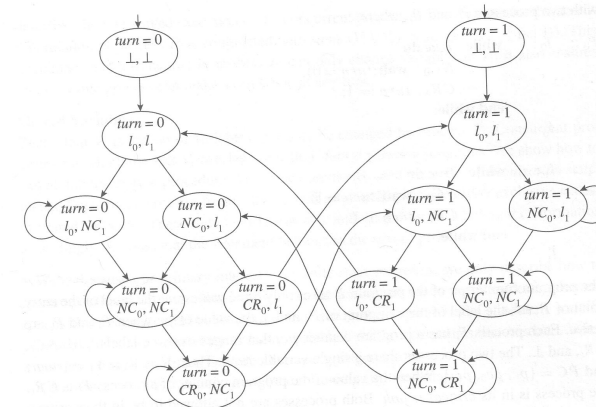 turn = 0
⊥, ⊥
turn = 1
⊥, ⊥
turn = 0
l₀, l₁
turn = 1
l₀, l₁
turn = 0
l₀, NC₁
turn = 0
NC₀, l₁
turn = 1
l₀, NC₁
turn = 1
NC₀, l₁
turn = 0
NC₀, NC₁
turn = 0
CR₀, l₁
turn = 1
l₀, CR₁
turn = 1
NC₀, NC₁
turn = 0
CR₀, NC₁
turn = 1
NC₀, CR₁